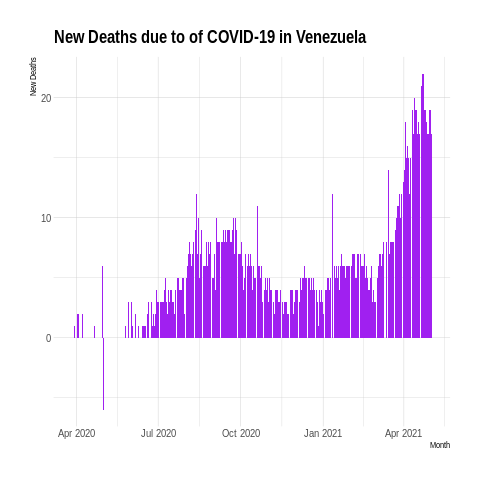 New Deaths due to of COVID-19 in Venezuela
New Deaths
20
10
0
Apr 2020
Jul 2020
Oct 2020
Jan 2021
Apr 2021
Month